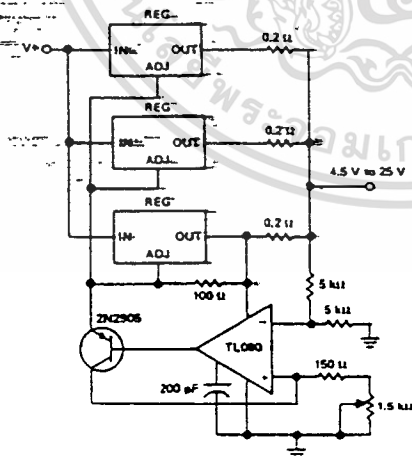 REG
V+
IN
OUT
ADJ
0.2 Ω
REG
IN
OUT
ADJ
0.2 Ω
4.5 V to 25 V
REG
IN
OUT
ADJ
0.2 Ω
100 Ω
5 kΩ
5 kΩ
2N2905
TL080
−
+
150 Ω
200 pF
1.5 kΩ